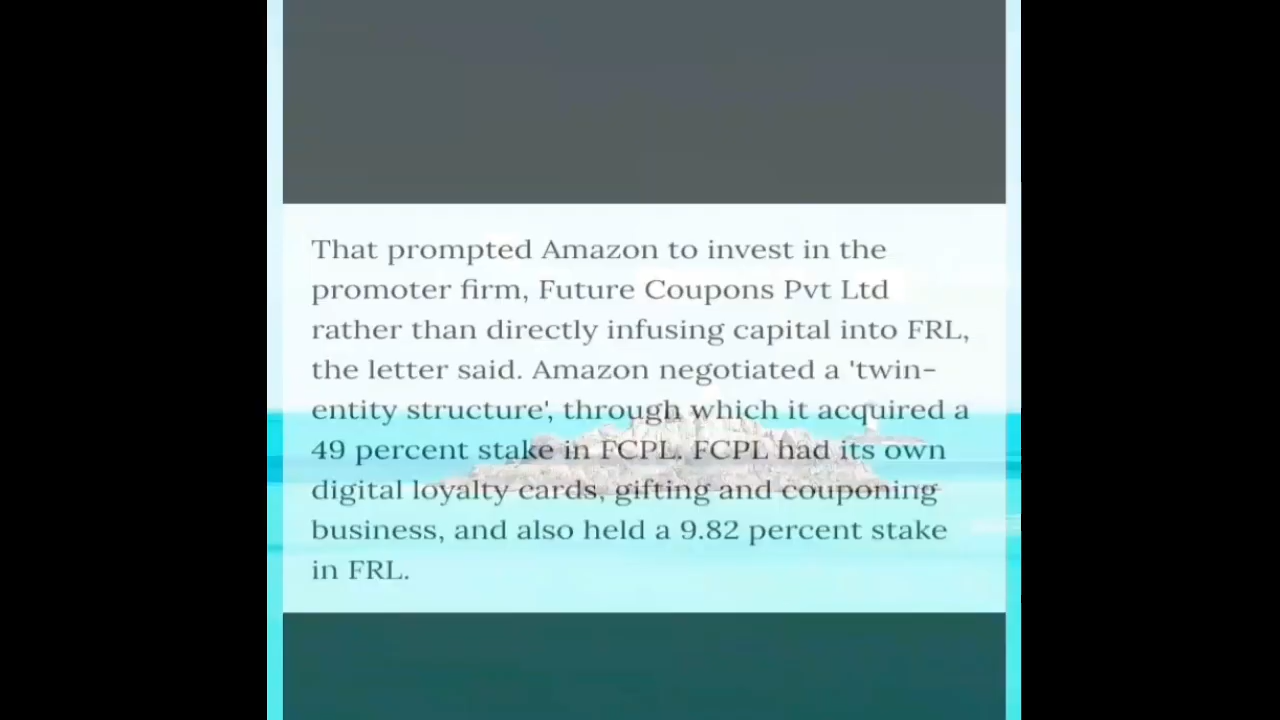 That prompted Amazon to invest in the
promoter firm, Future Coupons Pvt Ltd
rather than directly infusing capital into FRL,
the letter said. Amazon negotiated a 'twin-
entity structure', through which it acquired a
49 percent stake in FCPL. FCPL had its own
digital loyalty cards, gifting and couponing
business, and also held a 9.82 percent stake
in FRL.